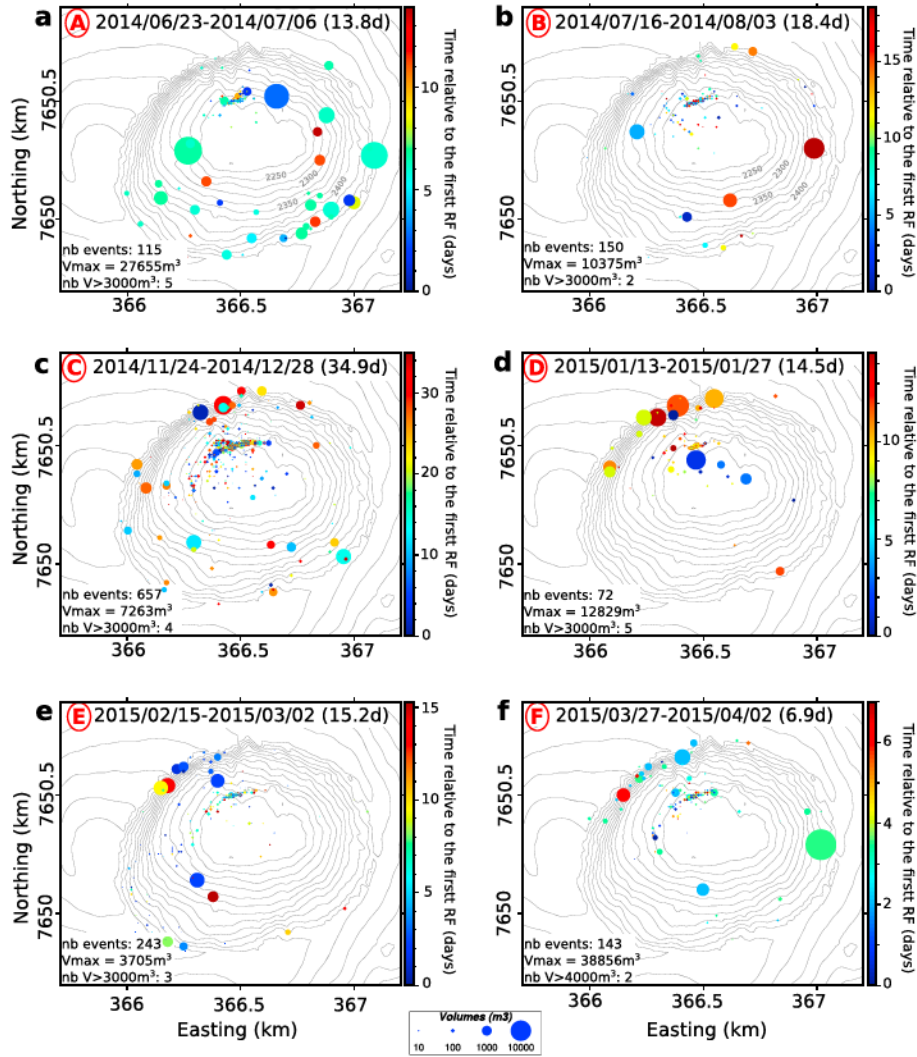 a
A 2014/06/23-2014/07/06 (13.8d)
Northing (km)
7650.5
7650
2250
2300
2350
2400
nb events: 115
Vmax = 27655m³
nb V>3000m³: 5
366
366.5
367
10
5
0
Time relative to the firstt RF (days)
b
B 2014/07/16-2014/08/03 (18.4d)
2250
2300
2350
2400
nb events: 150
Vmax = 10375m³
nb V>3000m³: 2
366
366.5
367
15
10
5
0
Time relative to the firstt RF (days)
c
C 2014/11/24-2014/12/28 (34.9d)
Northing (km)
7650.5
7650
nb events: 657
Vmax = 7263m³
nb V>3000m³: 4
366
366.5
367
30
20
10
0
Time relative to the firstt RF (days)
d
D 2015/01/13-2015/01/27 (14.5d)
nb events: 72
Vmax = 12829m³
nb V>3000m³: 5
366
366.5
367
10
5
0
Time relative to the firstt RF (days)
e
E 2015/02/15-2015/03/02 (15.2d)
Northing (km)
7650.5
7650
nb events: 243
Vmax = 3705m³
nb V>3000m³: 3
366
366.5
367
Easting (km)
15
10
5
0
Time relative to the firstt RF (days)
f
F 2015/03/27-2015/04/02 (6.9d)
nb events: 143
Vmax = 38856m³
nb V>4000m³: 2
366
366.5
367
Easting (km)
6
4
2
0
Time relative to the firstt RF (days)
Volumes (m3)
10 100 1000 10000